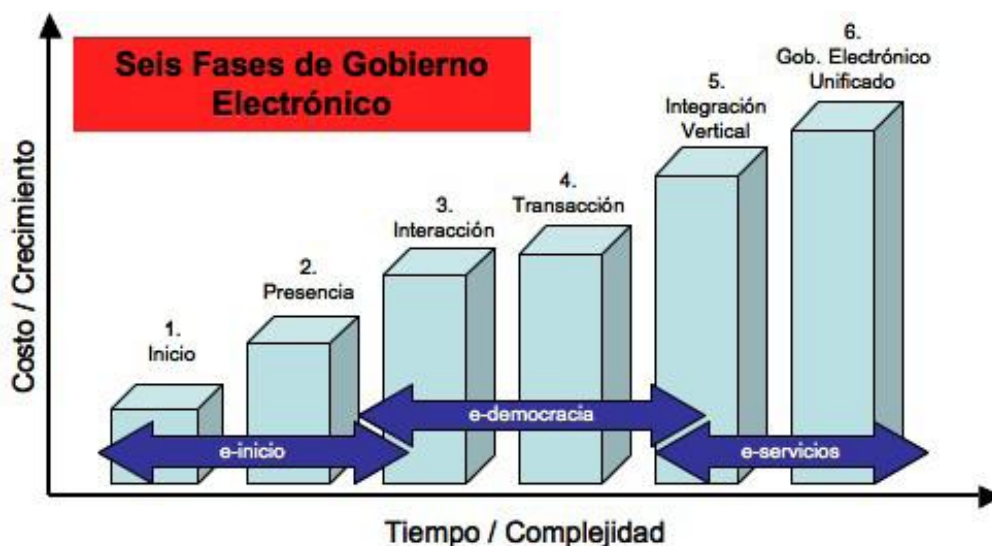 Seis Fases de Gobierno
Electrónico
Costo / Crecimiento
1.
Inicio
2.
Presencia
3.
Interacción
4.
Transacción
5.
Integración
Vertical
6.
Gob. Electrónico
Unificado
e-inicio
e-democracia
e-servicios
Tiempo / Complejidad